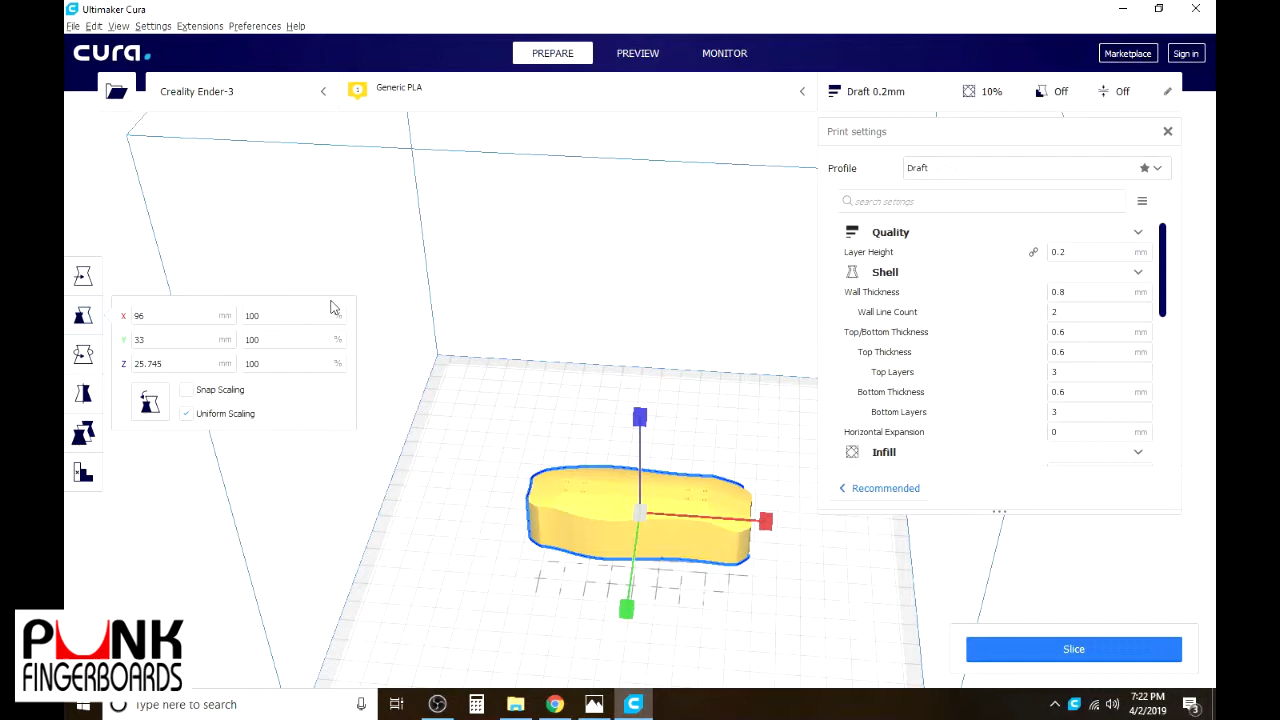 Ultimaker Cura
File Edit View Settings Extensions Preferences Help
cura.
PREPARE
PREVIEW
MONITOR
Marketplace
Sign in
Creality Ender-3
1
Generic PLA
Draft 0.2mm
10%
Off
Off
Print settings
Profile
Draft
search settings
Quality
Layer Height 0.2 mm
Shell
Wall Thickness 0.8 mm
Wall Line Count 2
Top/Bottom Thickness 0.6 mm
Top Thickness 0.6 mm
Top Layers 3
Bottom Thickness 0.6 mm
Bottom Layers 3
Horizontal Expansion 0 mm
Infill
Recommended
X 96 mm 100 %
Y 33 mm 100 %
Z 25.745 mm 100 %
Snap Scaling
Uniform Scaling
Slice
PUNK
FINGERBOARDS
Type here to search
7:22 PM
4/2/2019
3